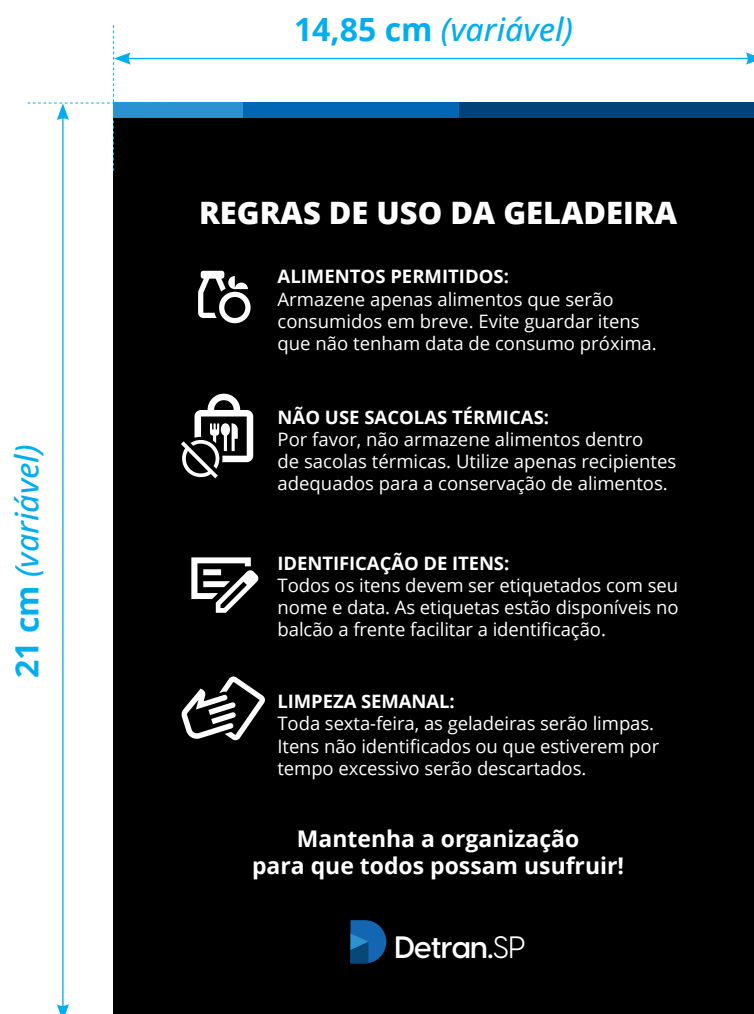 14,85 cm (variável)
21 cm (variável)
REGRAS DE USO DA GELADEIRA
ALIMENTOS PERMITIDOS:
Armazene apenas alimentos que serão
consumidos em breve. Evite guardar itens
que não tenham data de consumo próxima.
NÃO USE SACOLAS TÉRMICAS:
Por favor, não armazene alimentos dentro
de sacolas térmicas. Utilize apenas recipientes
adequados para a conservação de alimentos.
IDENTIFICAÇÃO DE ITENS:
Todos os itens devem ser etiquetados com seu
nome e data. As etiquetas estão disponíveis no
balcão a frente facilitar a identificação.
LIMPEZA SEMANAL:
Toda sexta-feira, as geladeiras serão limpas.
Itens não identificados ou que estiverem por
tempo excessivo serão descartados.
Mantenha a organização
para que todos possam usufruir!
Detran.SP